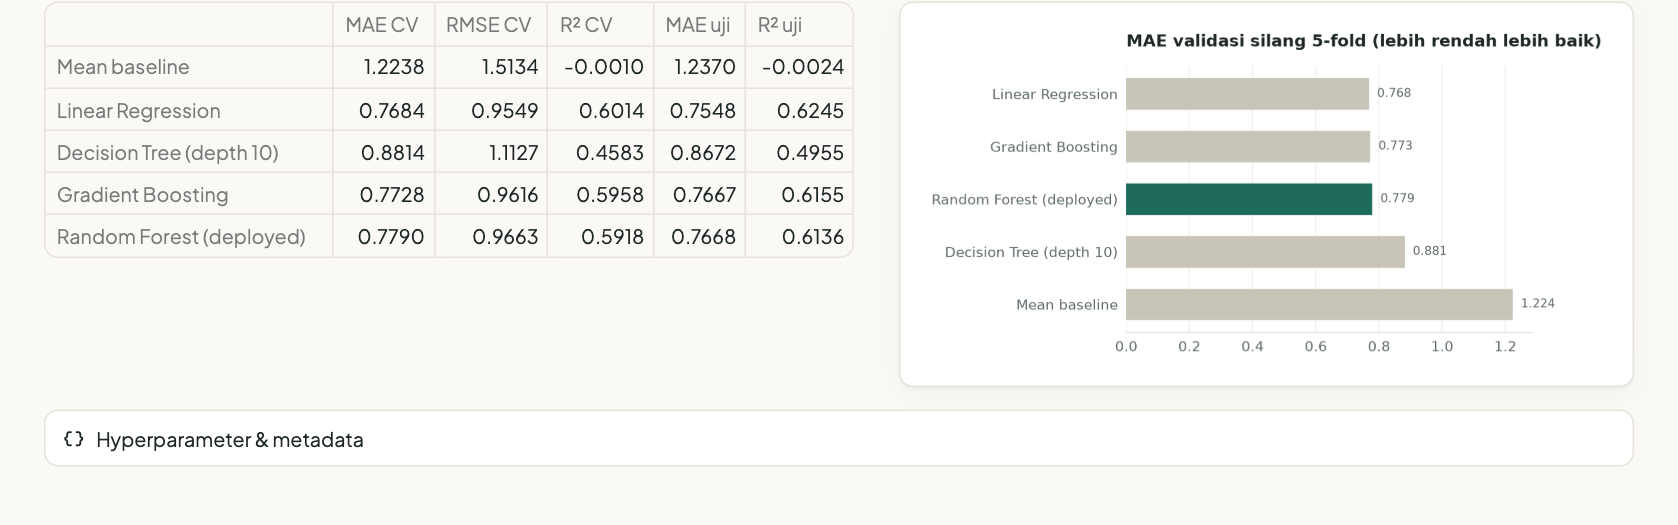 MAE CV RMSE CV R² CV MAE uji R² uji
Mean baseline 1.2238 1.5134 -0.0010 1.2370 -0.0024
Linear Regression 0.7684 0.9549 0.6014 0.7548 0.6245
Decision Tree (depth 10) 0.8814 1.1127 0.4583 0.8672 0.4955
Gradient Boosting 0.7728 0.9616 0.5958 0.7667 0.6155
Random Forest (deployed) 0.7790 0.9663 0.5918 0.7668 0.6136
MAE validasi silang 5-fold (lebih rendah lebih baik)
Linear Regression 0.768
Gradient Boosting 0.773
Random Forest (deployed) 0.779
Decision Tree (depth 10) 0.881
Mean baseline 1.224
0.0 0.2 0.4 0.6 0.8 1.0 1.2
{} Hyperparameter & metadata